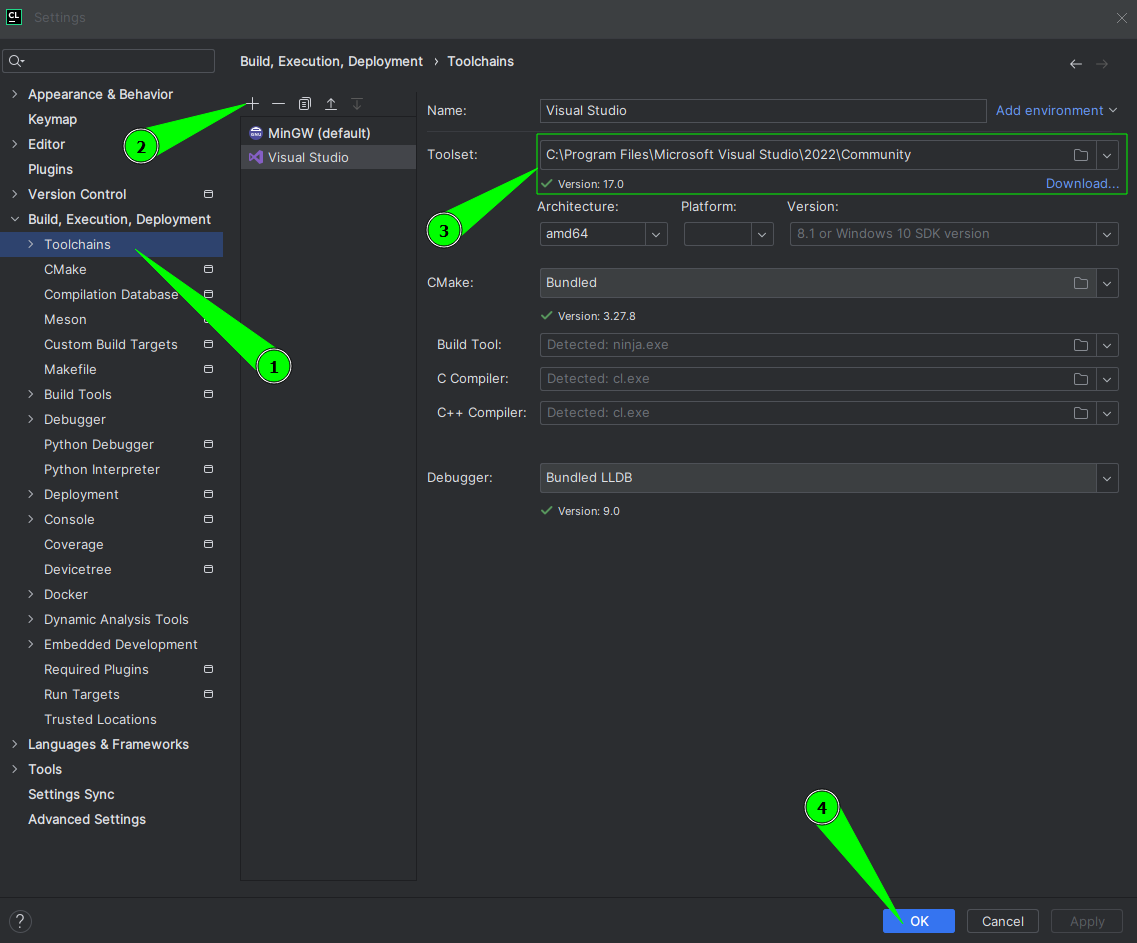 CL Settings
Build, Execution, Deployment › Toolchains
Appearance & Behavior
Keymap
Editor
Plugins
Version Control
Build, Execution, Deployment
Toolchains
CMake
Compilation Database
Meson
Custom Build Targets
Makefile
Build Tools
Debugger
Python Debugger
Python Interpreter
Deployment
Console
Coverage
Devicetree
Docker
Dynamic Analysis Tools
Embedded Development
Required Plugins
Run Targets
Trusted Locations
Languages & Frameworks
Tools
Settings Sync
Advanced Settings
1
2
GNU MinGW (default)
Visual Studio
Name: Visual Studio Add environment
Toolset: C:\Program Files\Microsoft Visual Studio\2022\Community
Version: 17.0 Download...
3
Architecture: Platform: Version:
amd64 8.1 or Windows 10 SDK version
CMake: Bundled
Version: 3.27.8
Build Tool: Detected: ninja.exe
C Compiler: Detected: cl.exe
C++ Compiler: Detected: cl.exe
Debugger: Bundled LLDB
Version: 9.0
4
? OK Cancel Apply